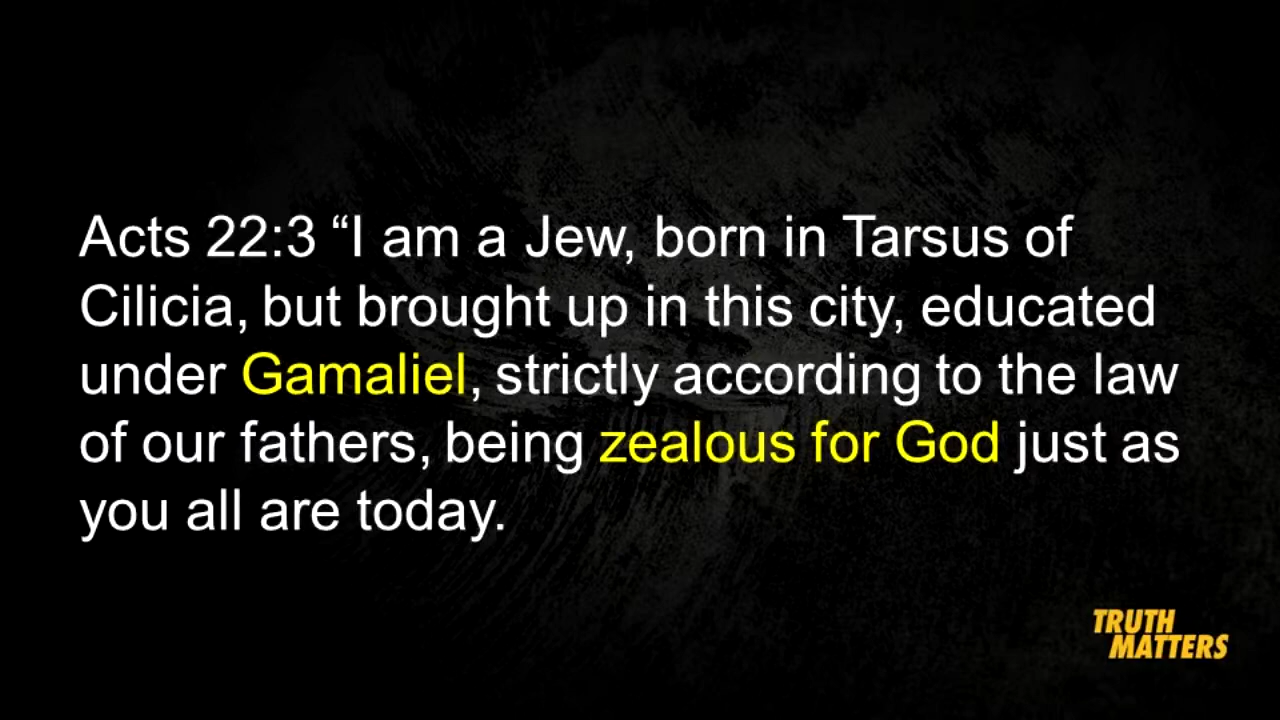 Acts 22:3 “I am a Jew, born in Tarsus of
Cilicia, but brought up in this city, educated
under Gamaliel, strictly according to the law
of our fathers, being zealous for God just as
you all are today.
TRUTH
MATTERS